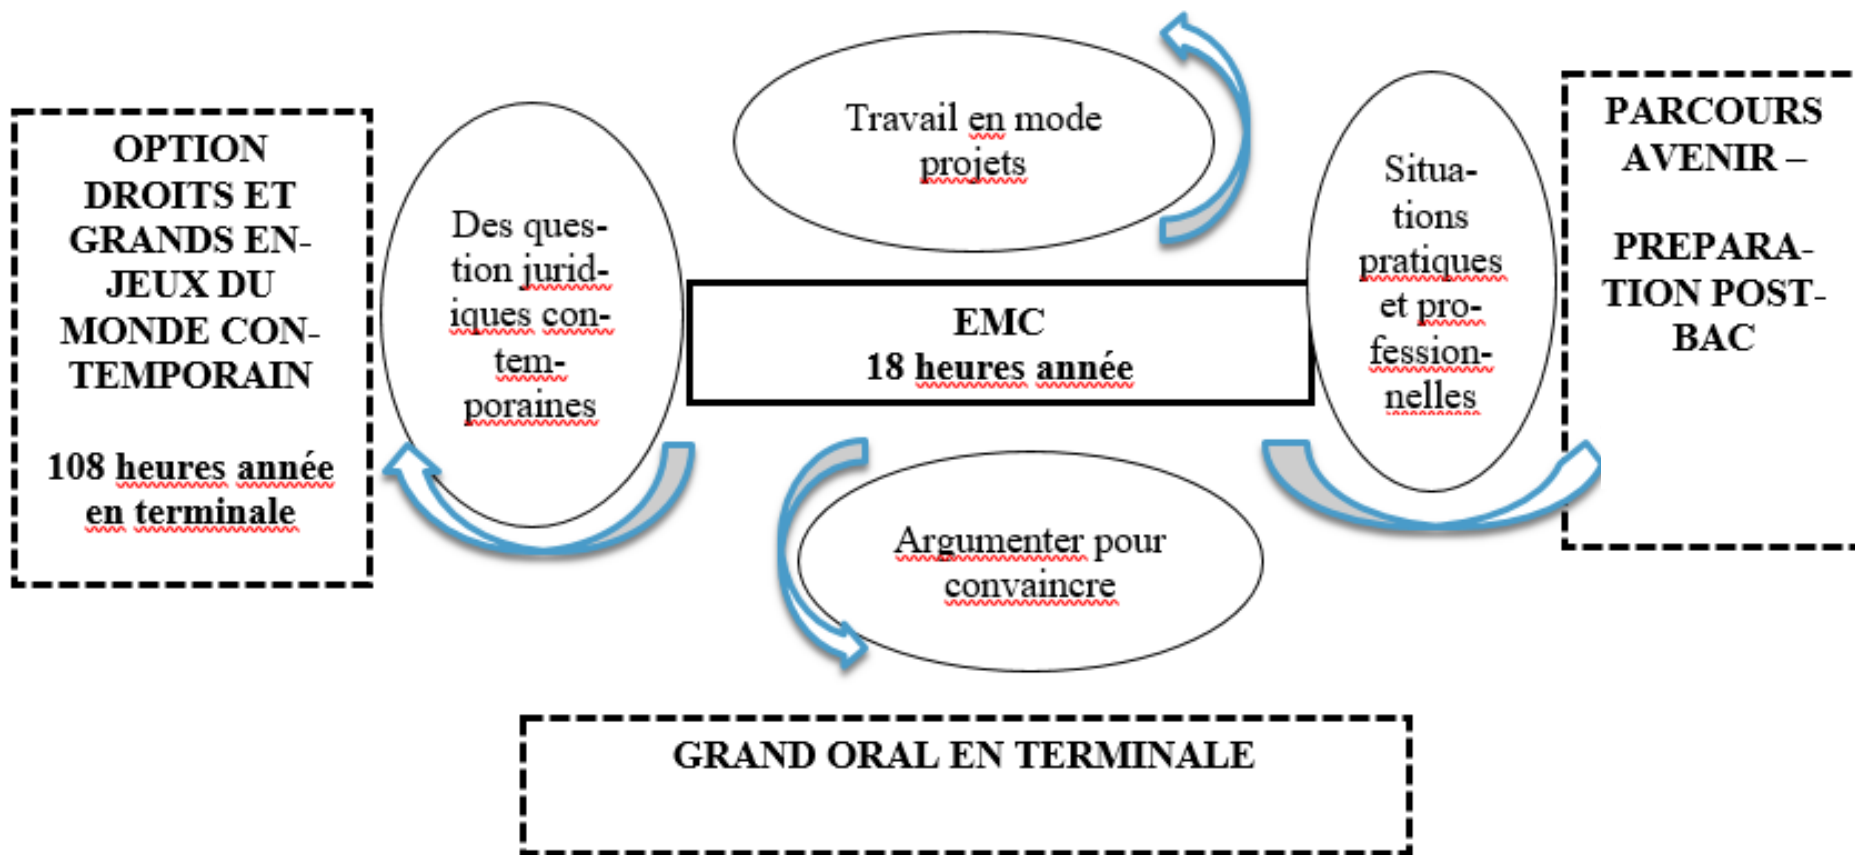 OPTION
DROITS ET
GRANDS EN-
JEUX DU
MONDE CON-
TEMPORAIN
108 heures année
en terminale
Des ques-
tion jurid-
iques con-
tem-
poraines
Travail en mode
projets
EMC
18 heures année
Argumenter pour
convaincre
Situa-
tions
pratiques
et pro-
fession-
nelles
PARCOURS
AVENIR –
PREPARA-
TION POST-
BAC
GRAND ORAL EN TERMINALE